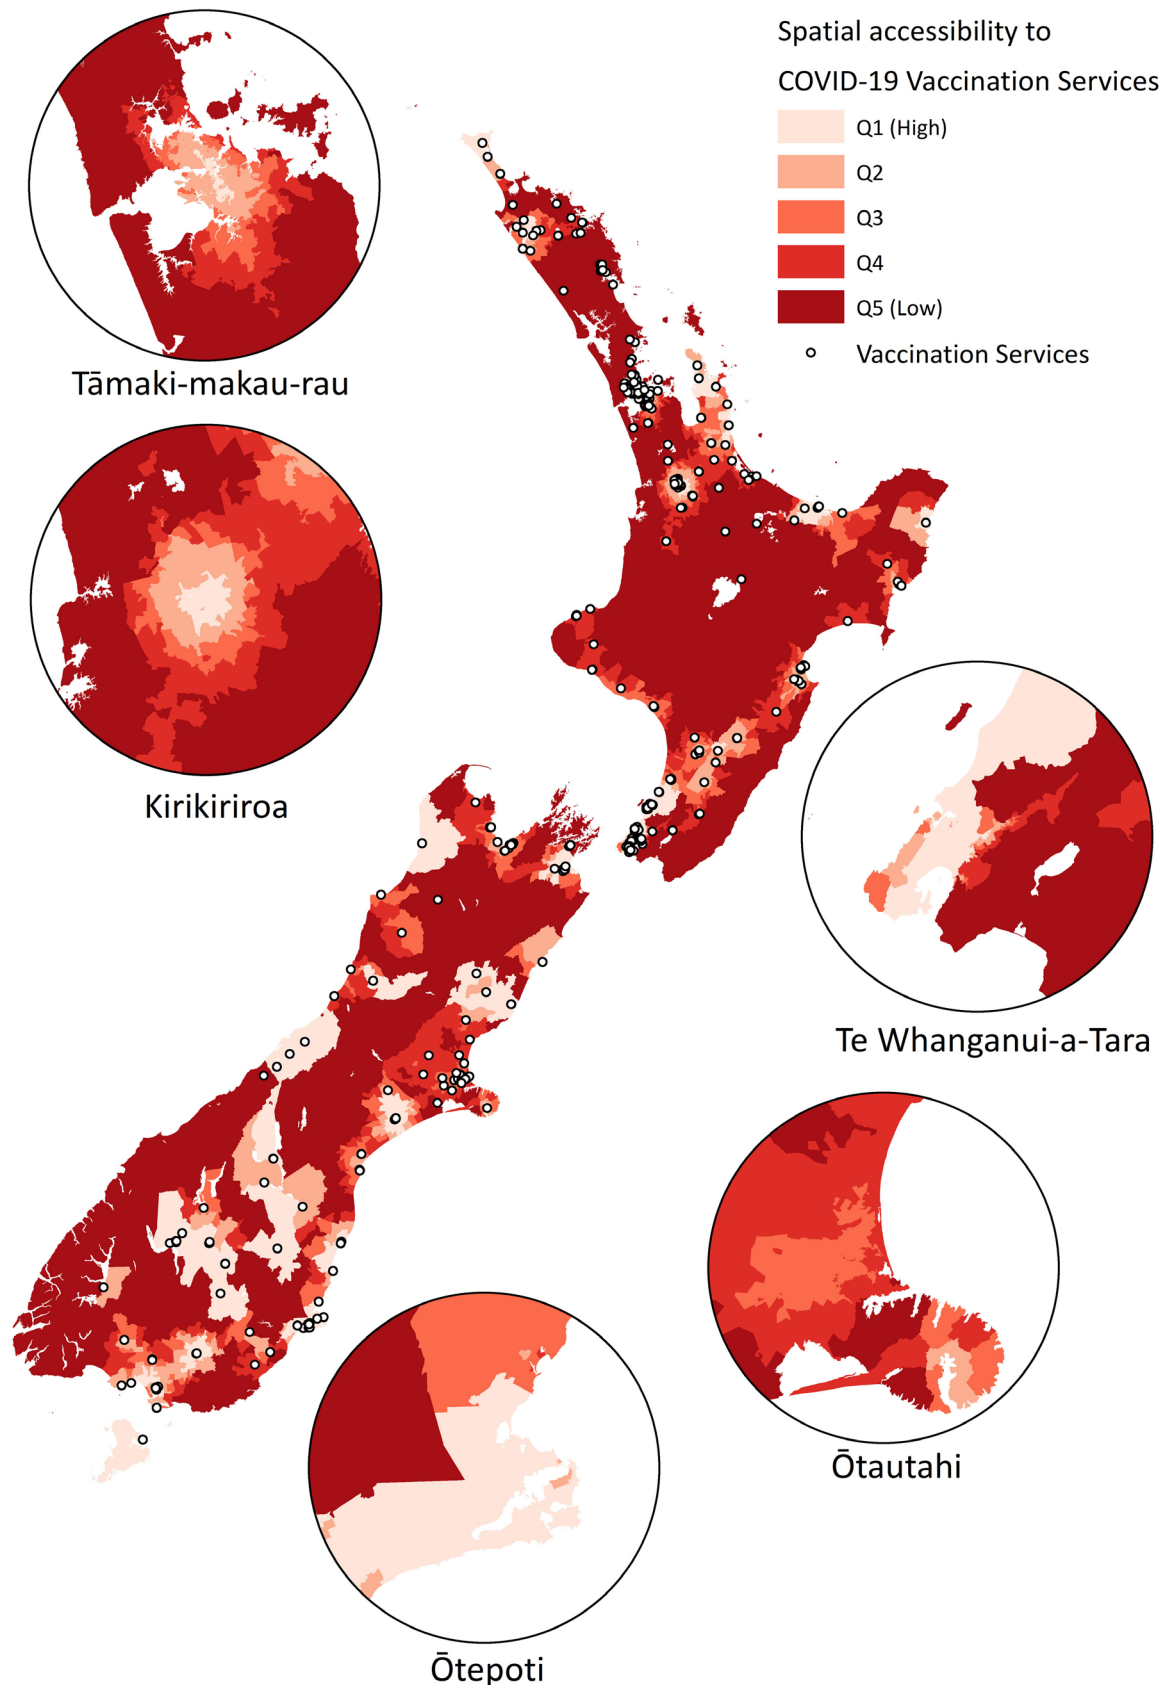 Spatial accessibility to
COVID-19 Vaccination Services
Q1 (High)
Q2
Q3
Q4
Q5 (Low)
Vaccination Services
Tāmaki-makau-rau
Kirikiriroa
Te Whanganui-a-Tara
Ōtautahi
Ōtepoti